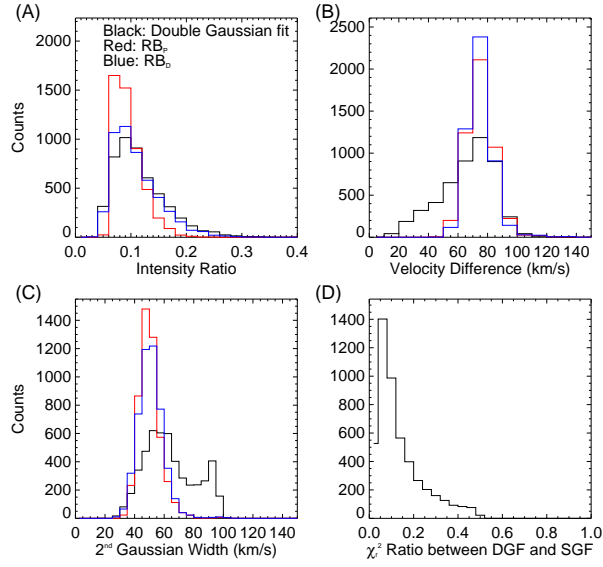 (A)
Black: Double Gaussian fit
Red: RBP
Blue: RBD
2000
1500
1000
500
0
Counts
0.0 0.1 0.2 0.3 0.4
Intensity Ratio
(B)
2500
2000
1500
1000
500
0
0 20 40 60 80 100 140
Velocity Difference (km/s)
(C)
1400
1200
1000
800
600
400
200
0
Counts
0 20 40 60 80 100 140
2nd Gaussian Width (km/s)
(D)
1400
1200
1000
800
600
400
200
0
0.0 0.2 0.4 0.6 0.8 1.0
χr2 Ratio between DGF and SGF